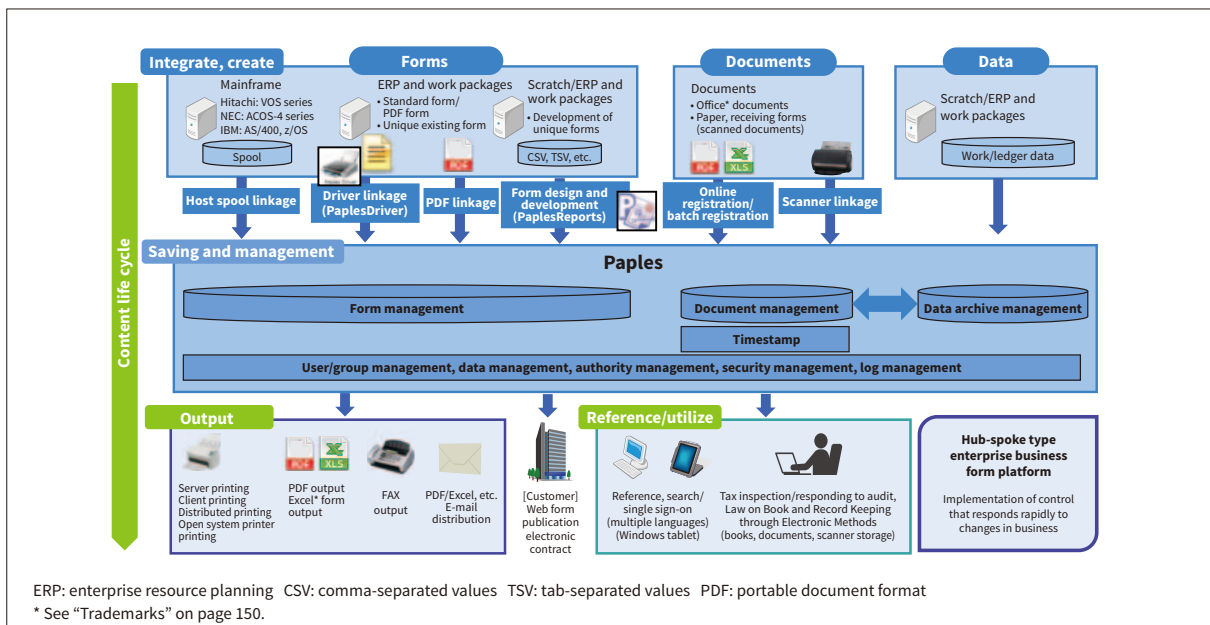 Integrate, create
Forms
Documents
Data
Mainframe
Hitachi: VOS series
NEC: ACOS-4 series
IBM: AS/400, z/OS
Spool
ERP and work packages
• Standard form/
PDF form
• Unique existing form
Scratch/ERP and
work packages
• Development of
unique forms
CSV, TSV, etc.
Documents
• Office* documents
• Paper, receiving forms
(scanned documents)
PDF
XLS
Scratch/ERP and
work packages
Work/ledger data
PDF
Host spool linkage
Driver linkage
(PaplesDriver)
PDF linkage
Form design and
development
(PaplesReports)
Online
registration/
batch registration
Scanner linkage
Content life cycle
Saving and management
Paples
Form management
Document management
Data archive management
Timestamp
User/group management, data management, authority management, security management, log management
Output
Server printing
Client printing
Distributed printing
Open system printer
printing
PDF
XLS
PDF output
Excel* form
output
FAX
output
PDF/Excel, etc.
E-mail
distribution
[Customer]
Web form
publication
electronic
contract
Reference/utilize
Reference, search/
single sign-on
(multiple languages)
(Windows tablet)
Tax inspection/responding to audit,
Law on Book and Record Keeping
through Electronic Methods
(books, documents, scanner storage)
Hub-spoke type
enterprise business
form platform
Implementation of control
that responds rapidly to
changes in business
ERP: enterprise resource planning CSV: comma-separated values TSV: tab-separated values PDF: portable document format
* See “Trademarks” on page 150.